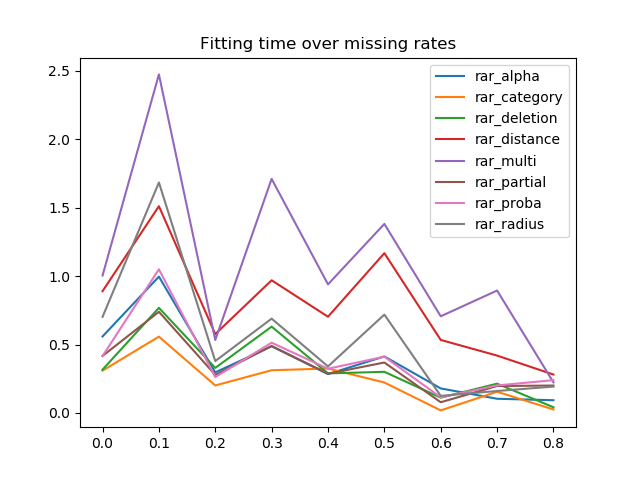 Fitting time over missing rates
2.5
2.0
1.5
1.0
0.5
0.0
rar_alpha
rar_category
rar_deletion
rar_distance
rar_multi
rar_partial
rar_proba
rar_radius
0.0 0.1 0.2 0.3 0.4 0.5 0.6 0.7 0.8